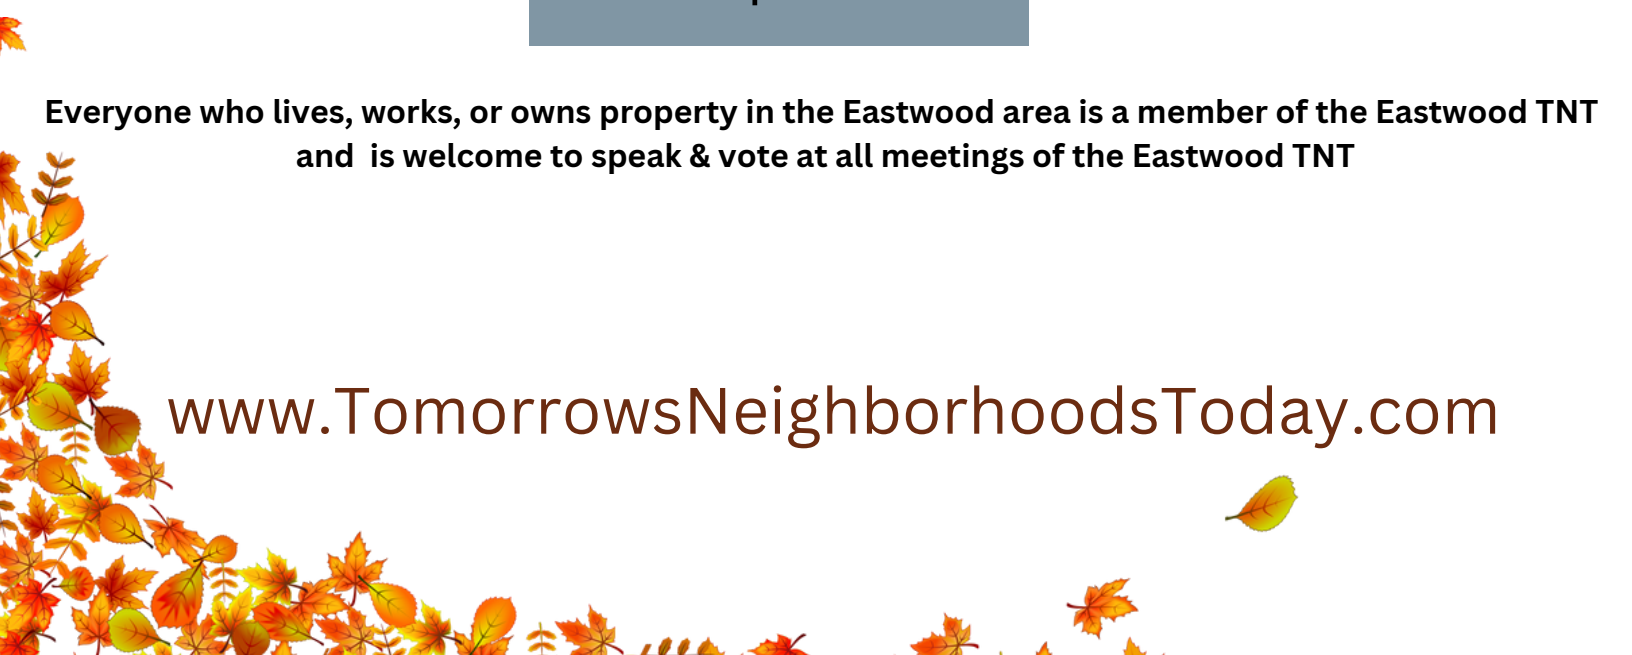 Everyone who lives, works, or owns property in the Eastwood area is a member of the Eastwood TNT
and  is welcome to speak & vote at all meetings of the Eastwood TNT
www.TomorrowsNeighborhoodsToday.com